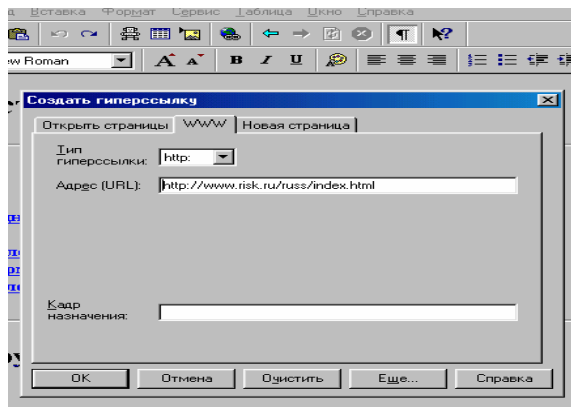 Вставка Формат Сервис Таблица Окно Справка
ew Roman
Создать гиперссылку
Открыть страницы WWW Новая страница
Тип гиперссылки: http:
Адрес (URL): http://www.risk.ru/russ/index.html
Кадр назначения:
OK Отмена Очистить Еще... Справка